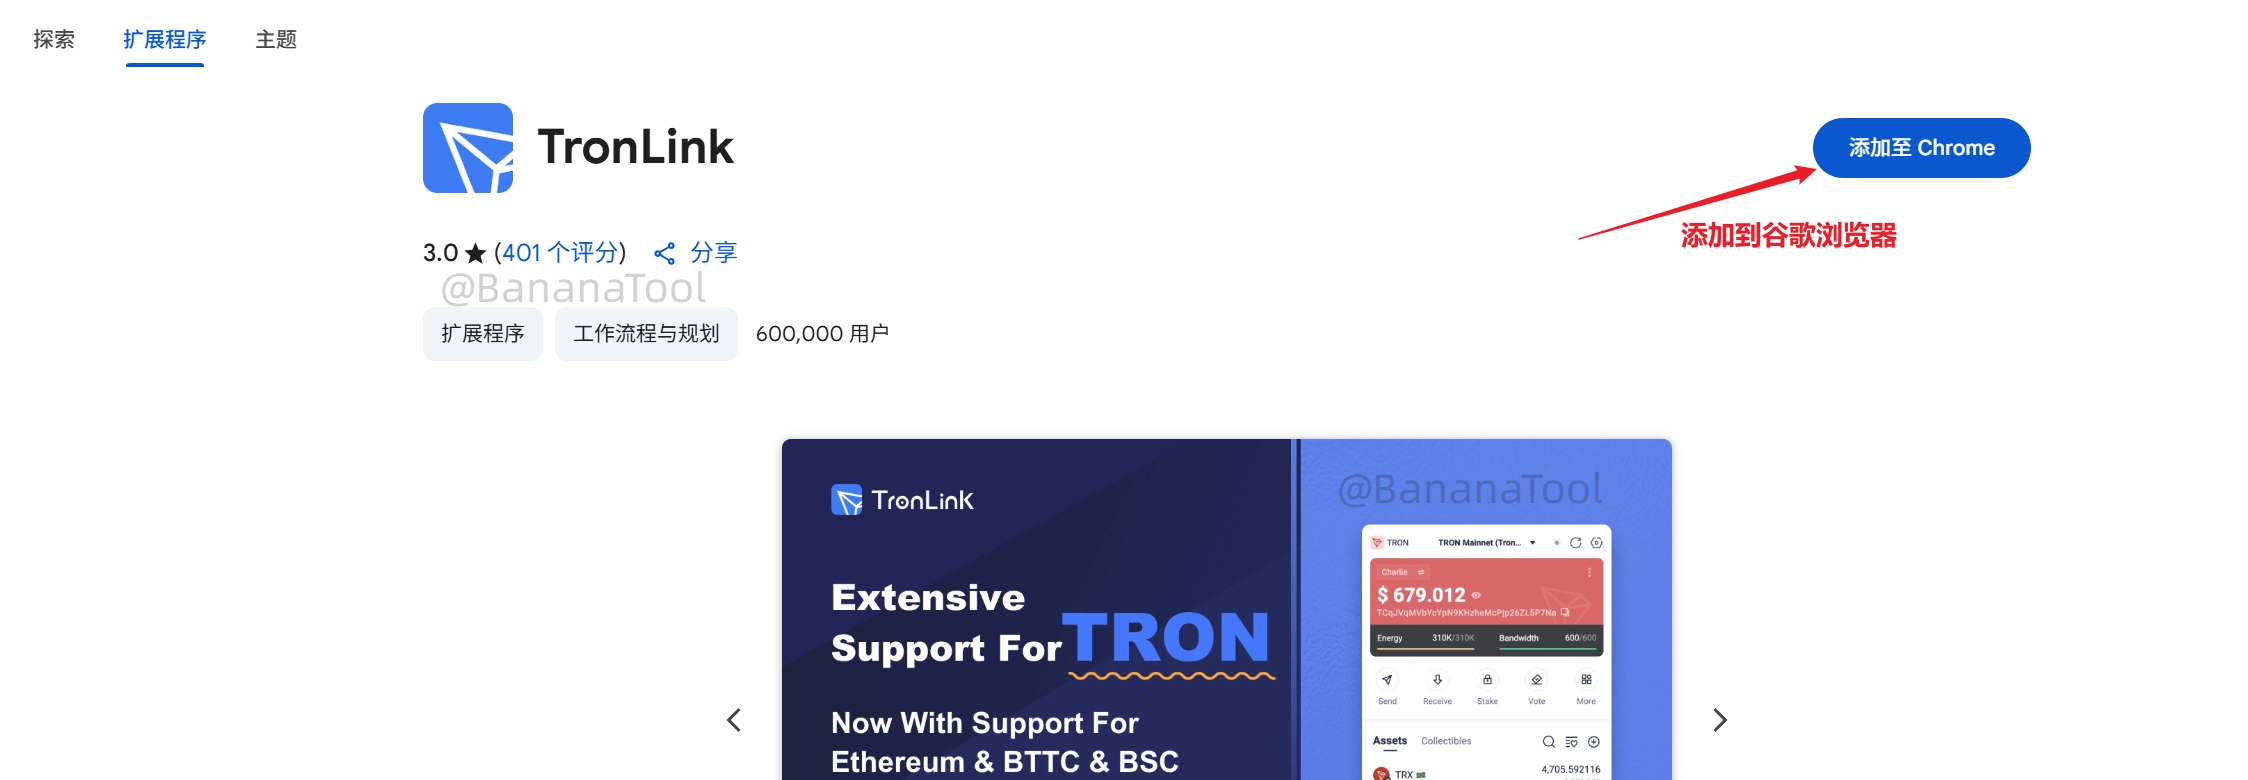 探索 扩展程序 主题
TronLink
添加至 Chrome
添加到谷歌浏览器
3.0 ★ (401 个评分) 分享
@BananaTool
扩展程序 工作流程与规划 600,000 用户
TronLink
Extensive
Support For TRON
Now With Support For
Ethereum & BTTC & BSC
@BananaTool
TRON TRON Mainnet (Tron...
Charlie
$ 679.012
TCqJVqMVbYcYpN9KHzheMcPjp26ZL5P7Na
Energy 310K/310K Bandwidth 600/600
Send Receive Stake Vote More
Assets Collectibles
TRX 4,705.592116